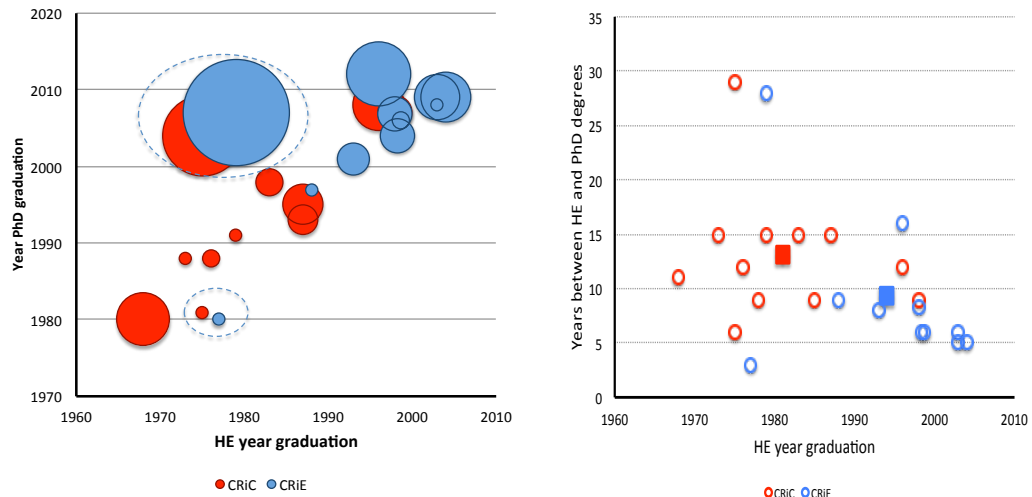 2020
2010
2000
1990
1980
1970
Year PhD graduation
1960 1970 1980 1990 2000 2010
HE year graduation
CRiC CRiE
35
30
25
20
15
10
5
0
Years between HE and PhD degrees
1960 1970 1980 1990 2000 2010
HE year graduation
CRiC CRiE